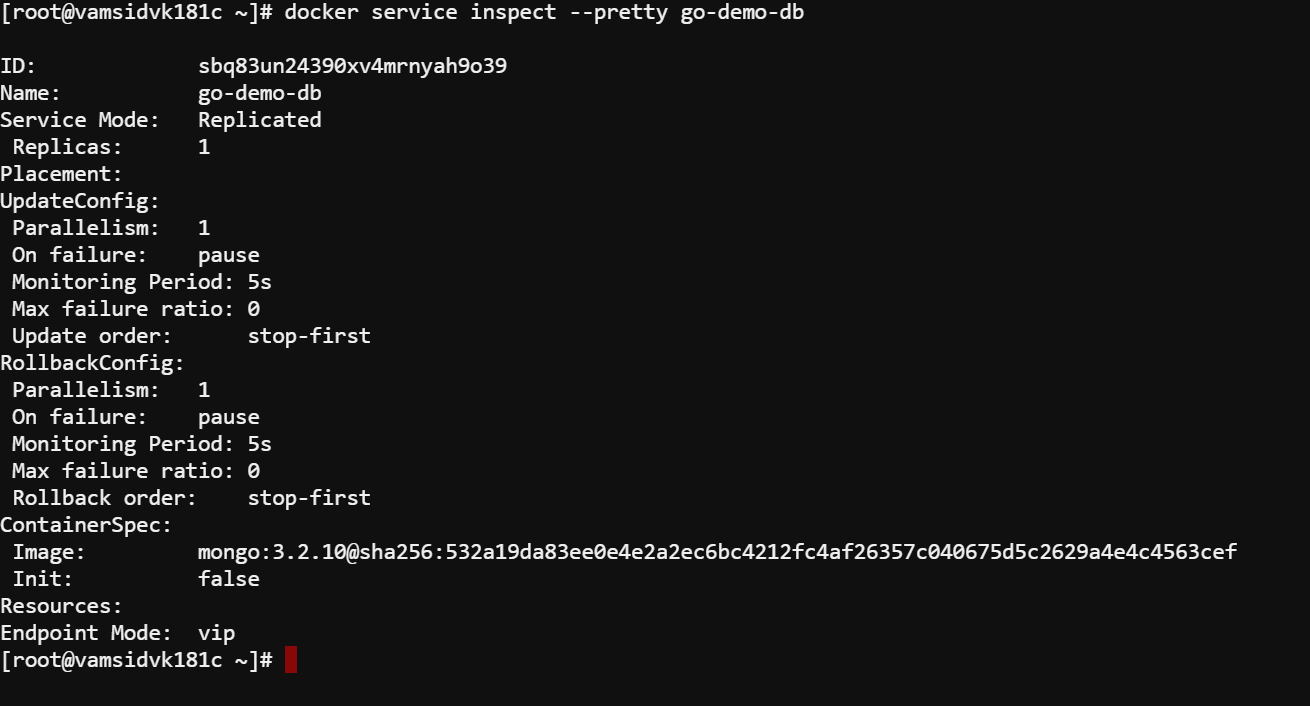 [root@vamsidvk181c ~]# docker service inspect --pretty go-demo-db

ID:             sbq83un24390xv4mrnyah9o39
Name:           go-demo-db
Service Mode:   Replicated
 Replicas:      1
Placement:
UpdateConfig:
 Parallelism:   1
 On failure:    pause
 Monitoring Period: 5s
 Max failure ratio: 0
 Update order:      stop-first
RollbackConfig:
 Parallelism:   1
 On failure:    pause
 Monitoring Period: 5s
 Max failure ratio: 0
 Rollback order:    stop-first
ContainerSpec:
 Image:         mongo:3.2.10@sha256:532a19da83ee0e4e2a2ec6bc4212fc4af26357c040675d5c2629a4e4c4563cef
 Init:          false
Resources:
Endpoint Mode:  vip
[root@vamsidvk181c ~]#